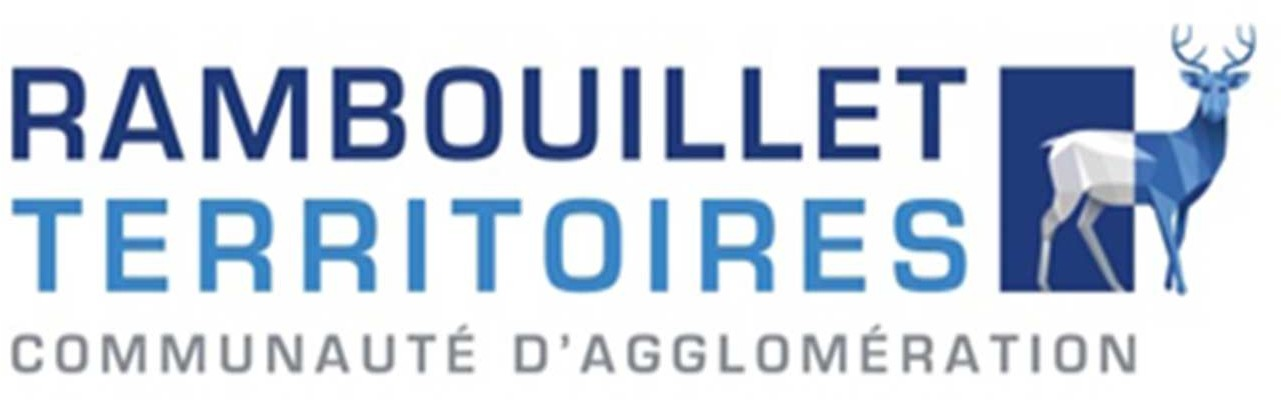 RAMBOUILLET
TERRITOIRES
COMMUNAUTÉ D'AGGLOMÉRATION